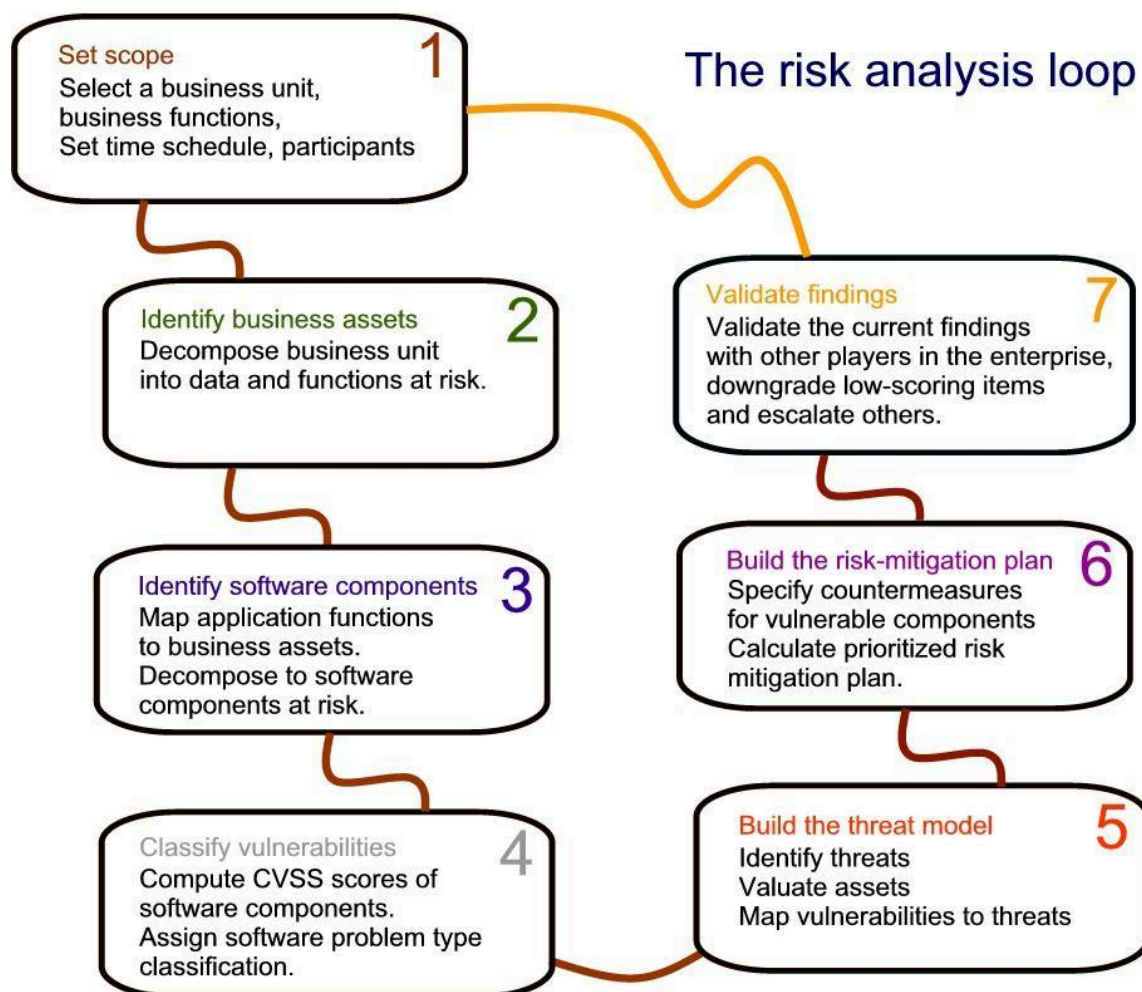 The risk analysis loop
1
Set scope
Select a business unit,
business functions,
Set time schedule, participants
2
Identify business assets
Decompose business unit
into data and functions at risk.
3
Identify software components
Map application functions
to business assets.
Decompose to software
components at risk.
4
Classify vulnerabilities
Compute CVSS scores of
software components.
Assign software problem type
classification.
5
Build the threat model
Identify threats
Valuate assets
Map vulnerabilities to threats
6
Build the risk-mitigation plan
Specify countermeasures
for vulnerable components
Calculate prioritized risk
mitigation plan.
7
Validate findings
Validate the current findings
with other players in the enterprise,
downgrade low-scoring items
and escalate others.